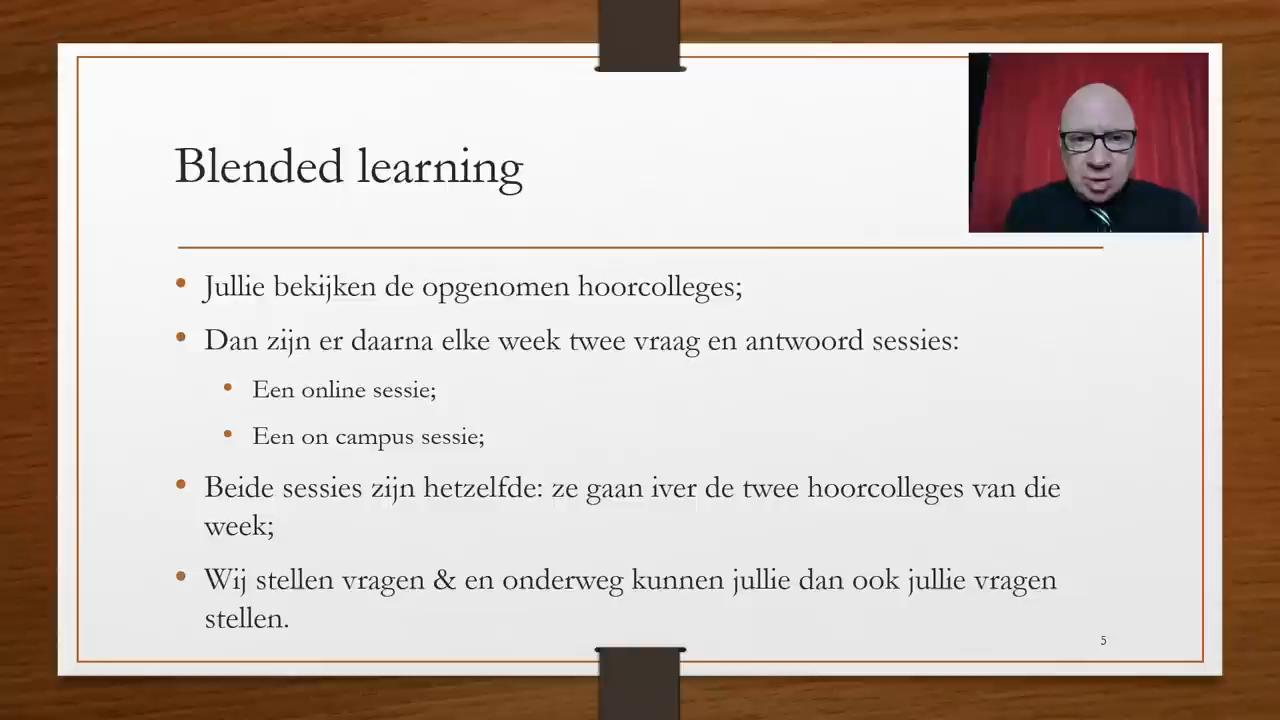 Blended learning
• Jullie bekijken de opgenomen hoorcolleges;
• Dan zijn er daarna elke week twee vraag en antwoord sessies:
• Een online sessie;
• Een on campus sessie;
• Beide sessies zijn hetzelfde: ze gaan iver de twee hoorcolleges van die
week;
• Wij stellen vragen & en onderweg kunnen jullie dan ook jullie vragen
stellen.
5